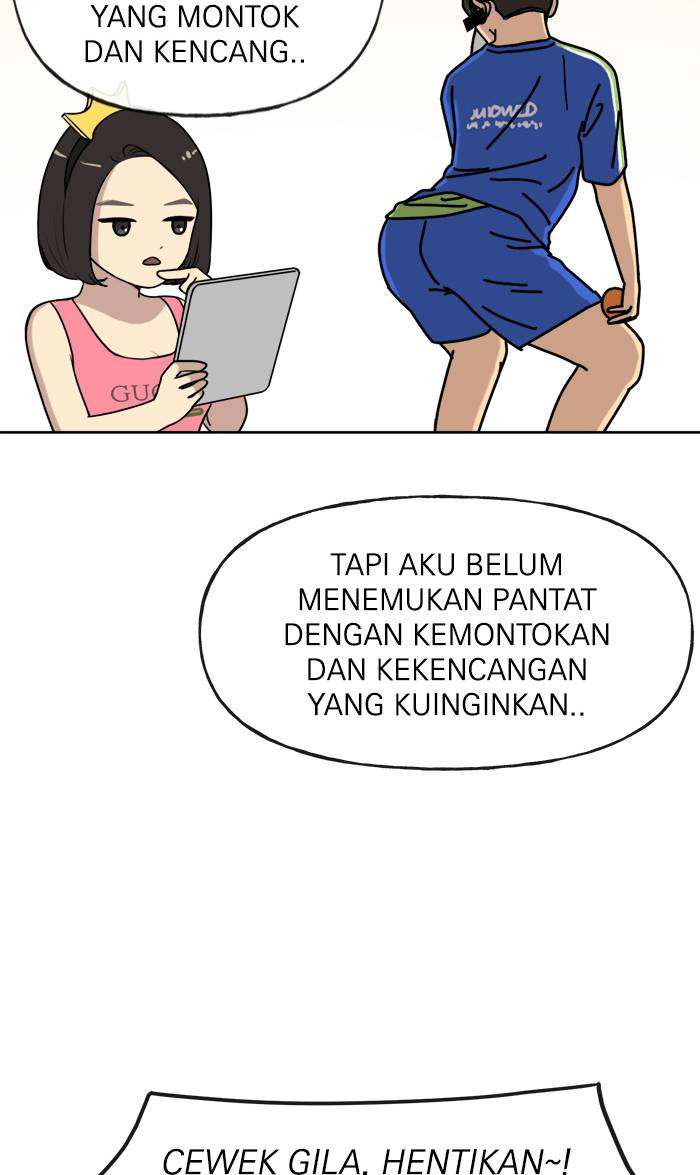 YANG MONTOK
DAN KENCANG..
TAPI AKU BELUM
MENEMUKAN PANTAT
DENGAN KEMONTOKAN
DAN KEKENCANGAN
YANG KUINGINKAN..
CEWEK GILA, HENTIKAN~!